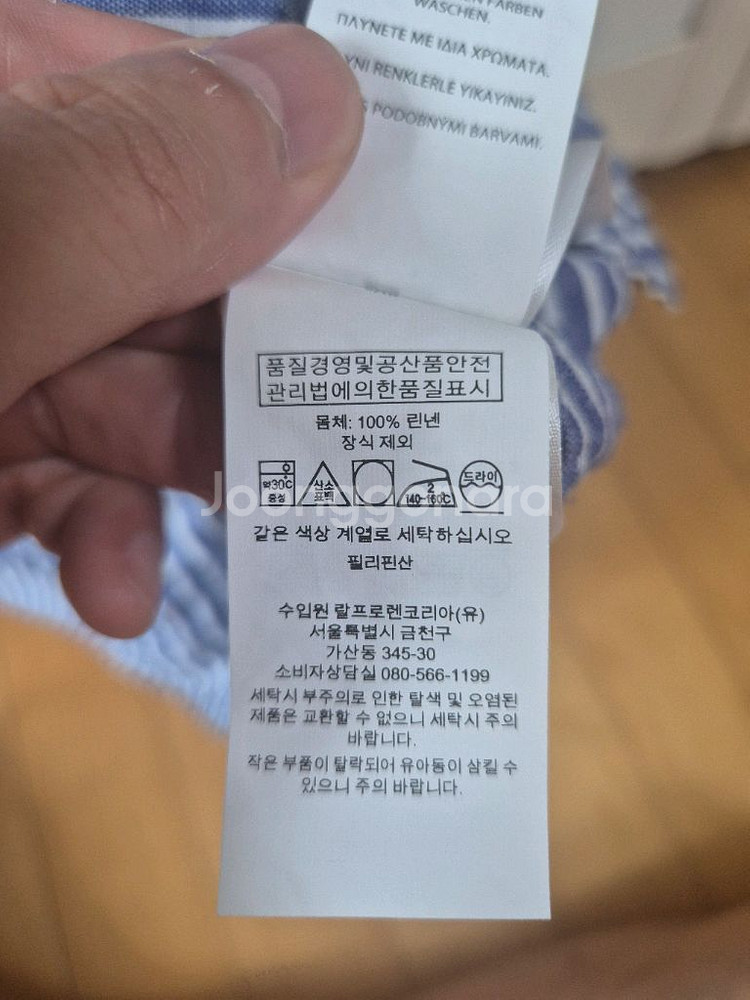 FARBEN
WASCHEN.
ΠΛΥΝΕΤΕ ΜΕ ΙΔΙΑ ΧΡΩΜΑΤΑ.
RENKLERLE YIKAYINIZ.
PODOBNYMI BARVAMI.
품질경영및공산품안전
관리법에의한품질표시
몸체: 100% 린넨
장식 제외
약30℃
중성
산소
표백
2
140~160℃
드라이
Joonggonara
같은 색상 계열로 세탁하십시오
필리핀산
수입원 랄프로렌코리아(유)
서울특별시 금천구
가산동 345-30
소비자상담실 080-566-1199
세탁시 부주의로 인한 탈색 및 오염된
제품은 교환할 수 없으니 세탁시 주의
바랍니다.
작은 부품이 탈락되어 유아동이 삼킬 수
있으니 주의 바랍니다.